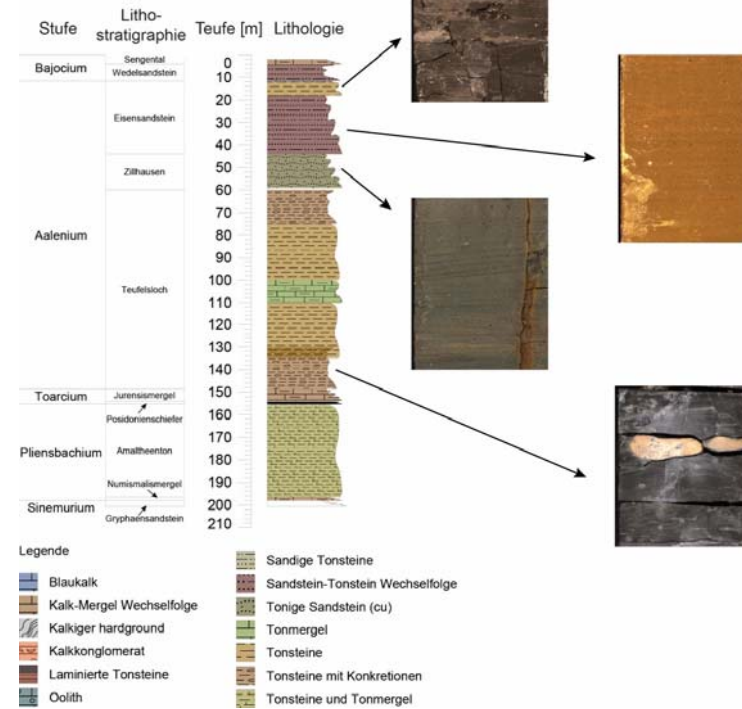 Stufe
Litho-
stratigraphie
Teufe [m]
Lithologie
Bajocium
Aalenium
Toarcium
Pliensbachium
Sinemurium
Sengental
Wedelsandstein
Eisensandstein
Zillhausen
Teufelsloch
Jurensismergel
Posidonienschiefer
Amaltheenton
Numismalismergel
Gryphaensandstein
0
10
20
30
40
50
60
70
80
90
100
110
120
130
140
150
160
170
180
190
200
210
Legende
Blaukalk
Kalk-Mergel Wechselfolge
Kalkiger hardground
Kalkkonglomerat
Laminierte Tonsteine
Oolith
Sandige Tonsteine
Sandstein-Tonstein Wechselfolge
Tonige Sandstein (cu)
Tonmergel
Tonsteine
Tonsteine mit Konkretionen
Tonsteine und Tonmergel